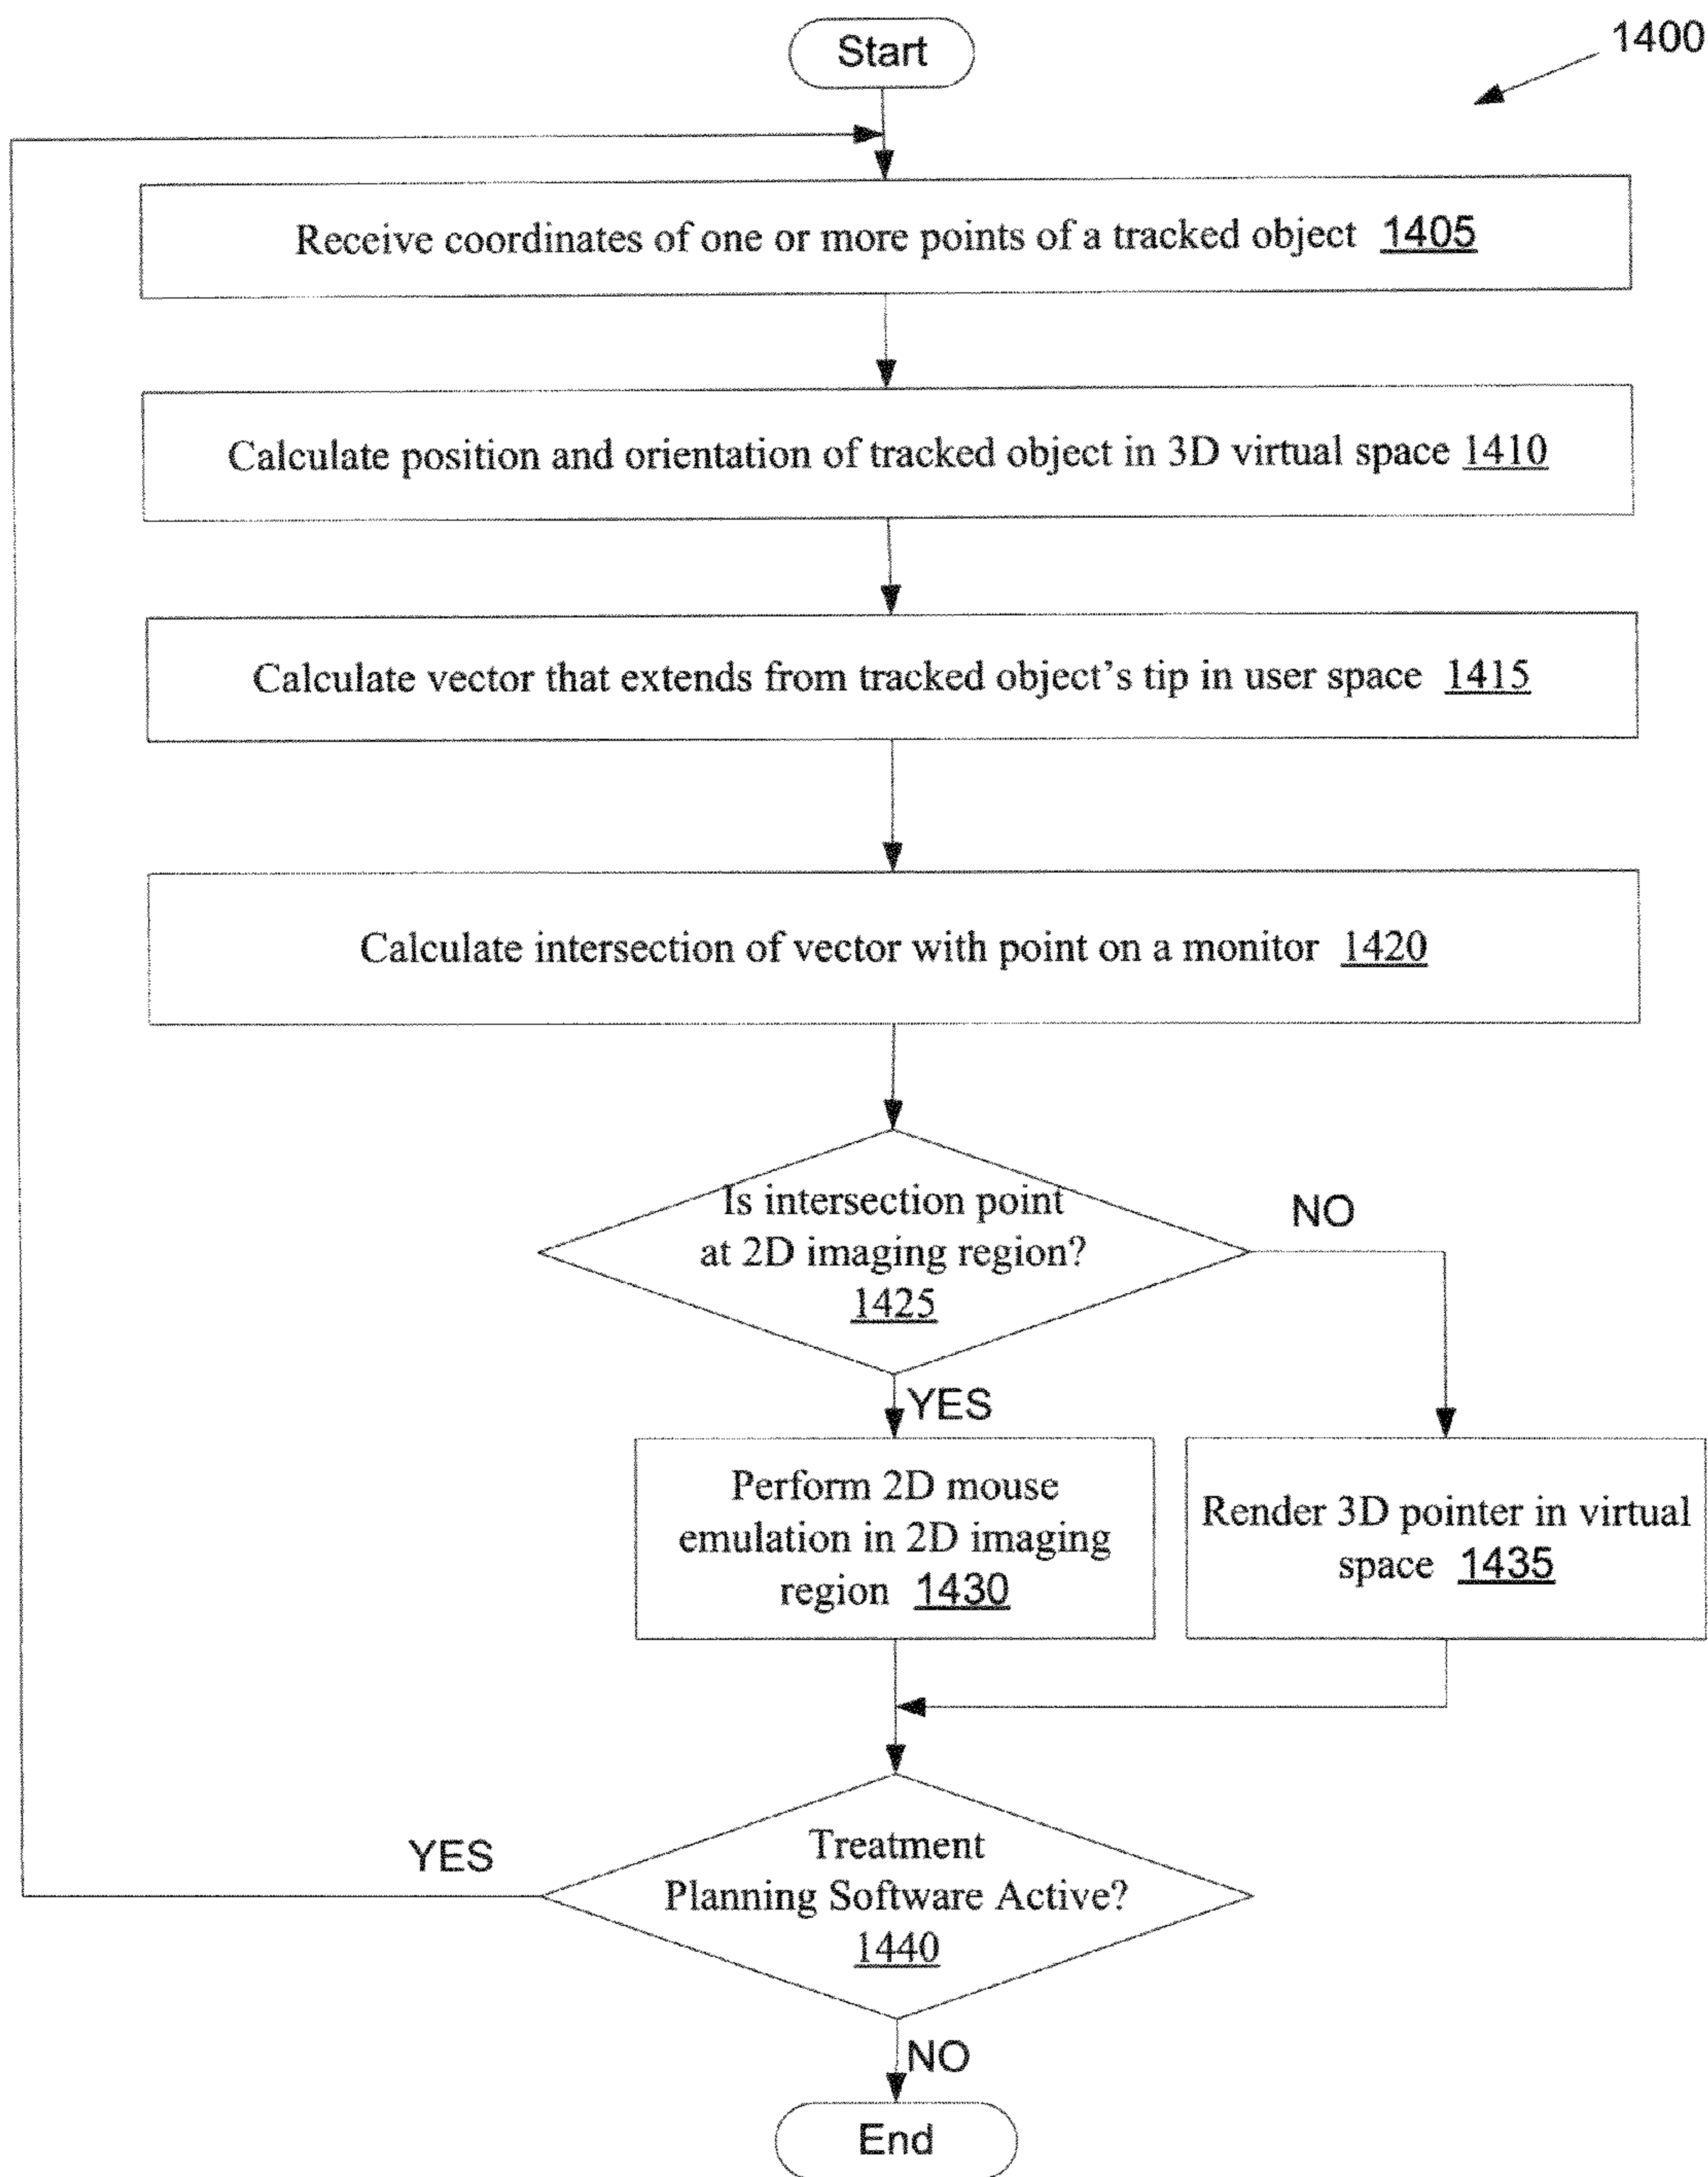 Start
1400
Receive coordinates of one or more points of a tracked object 1405
Calculate position and orientation of tracked object in 3D virtual space 1410
Calculate vector that extends from tracked object’s tip in user space 1415
Calculate intersection of vector with point on a monitor 1420
Is intersection point
at 2D imaging region?
1425
NO
YES
Perform 2D mouse
emulation in 2D imaging
region 1430
Render 3D pointer in virtual
space 1435
YES
Treatment
Planning Software Active?
1440
NO
End